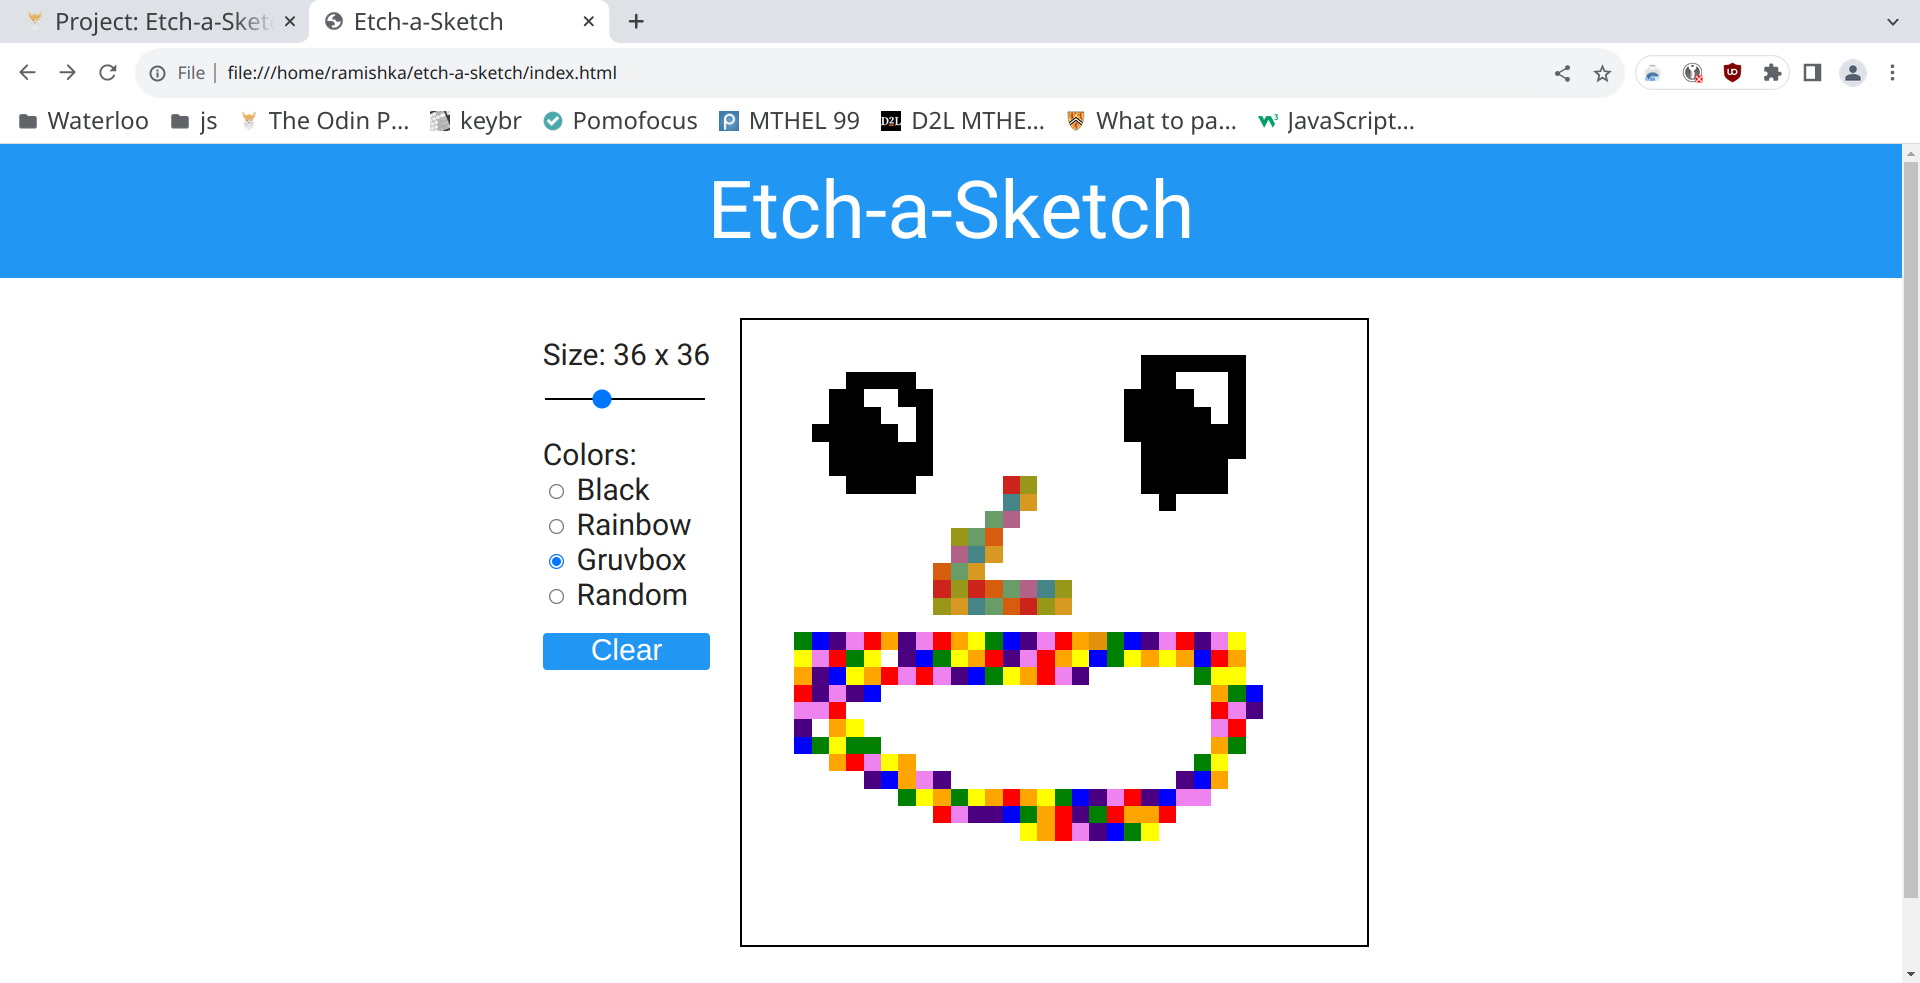 Project: Etch-a-Sket
Etch-a-Sketch
File
file:///home/ramishka/etch-a-sketch/index.html
Waterloo
js
The Odin P...
keybr
Pomofocus
MTHEL 99
D2L
D2L MTHE...
What to pa...
JavaScript...
Etch-a-Sketch
Size: 36 x 36
Colors:
Black
Rainbow
Gruvbox
Random
Clear